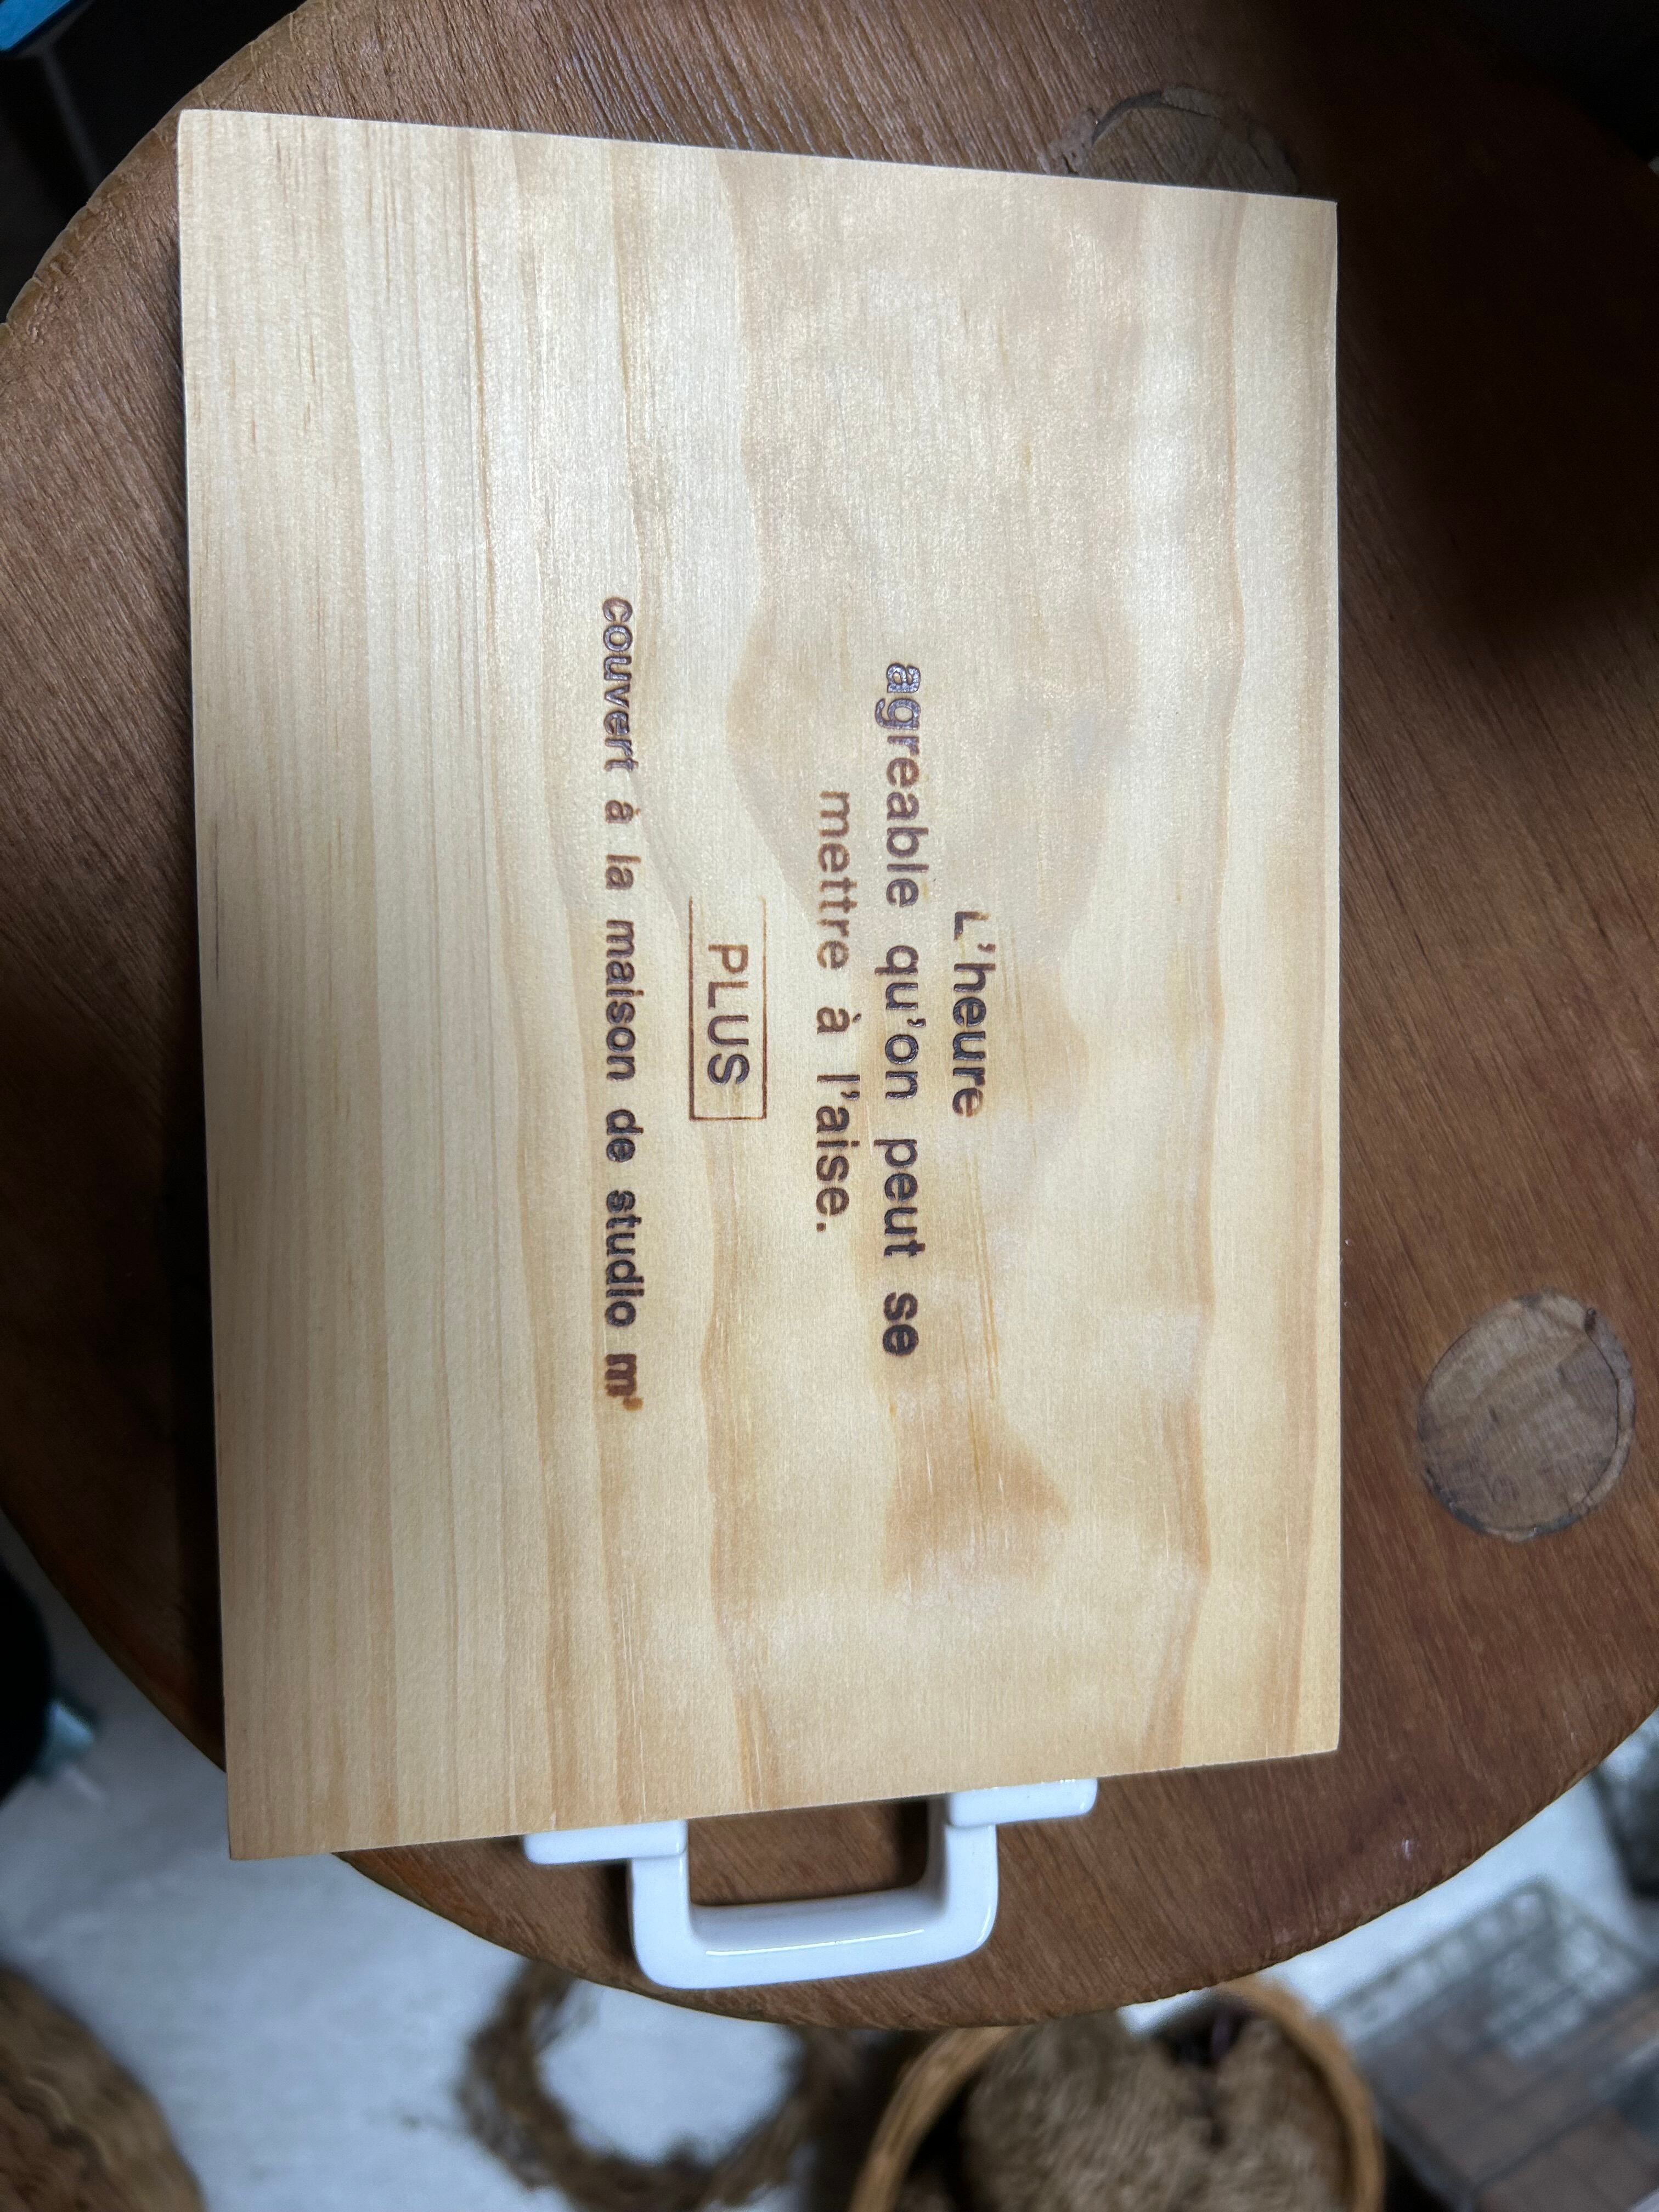 L'heure
agreable qu'on peut se
mettre à l'aise.
PLUS
couvert à la maison de studio m'